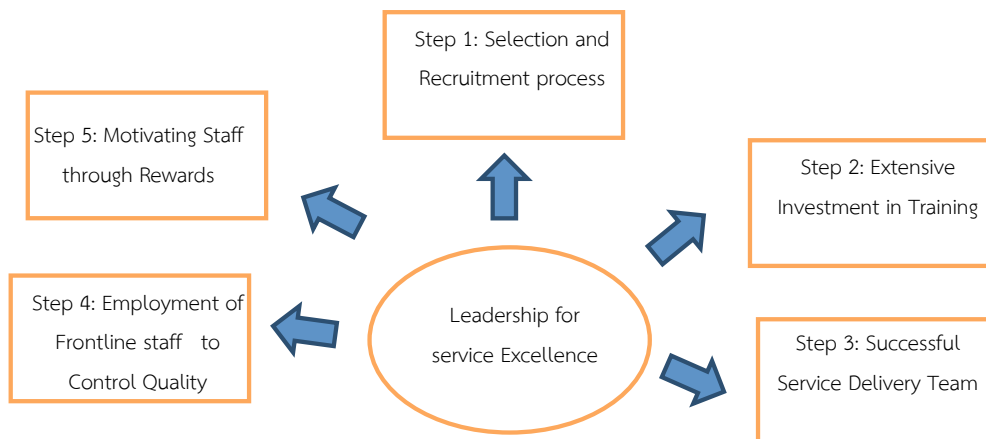 Step 1: Selection and
Recruitment process
Step 2: Extensive
Investment in Training
Step 3: Successful
Service Delivery Team
Step 4: Employment of
Frontline staff to
Control Quality
Step 5: Motivating Staff
through Rewards
Leadership for
service Excellence